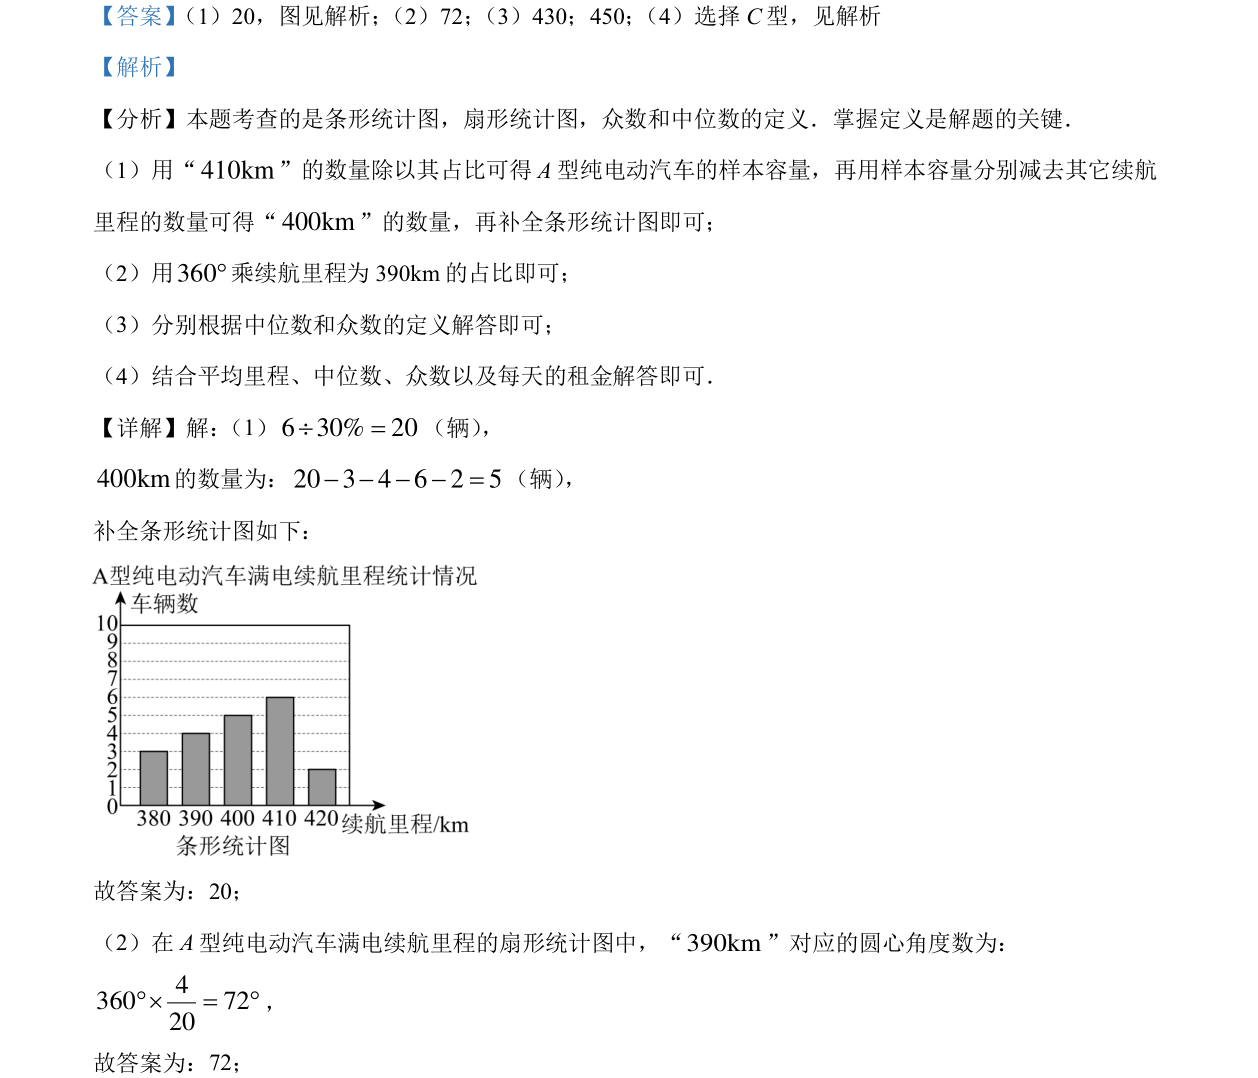 【答案】（1）20，图见解析；（2）72；（3）430；450；（4）选择 C 型，见解析
【解析】
【分析】本题考查的是条形统计图，扇形统计图，众数和中位数的定义．掌握定义是解题的关键．
（1）用“410km”的数量除以其占比可得 A 型纯电动汽车的样本容量，再用样本容量分别减去其它续航
里程的数量可得“400km”的数量，再补全条形统计图即可；
（2）用360°乘续航里程为 390km 的占比即可；
（3）分别根据中位数和众数的定义解答即可；
（4）结合平均里程、中位数、众数以及每天的租金解答即可．
【详解】解：（1）6÷30%=20（辆），
400km的数量为：20−3−4−6−2=5（辆），
补全条形统计图如下：
A型纯电动汽车满电续航里程统计情况
车辆数
10
9
8
7
6
5
4
3
2
1
0
380 390 400 410 420 续航里程/km
条形统计图
故答案为：20；
（2）在 A 型纯电动汽车满电续航里程的扇形统计图中，“390km”对应的圆心角度数为：
360°×4/20=72°，
故答案为：72；